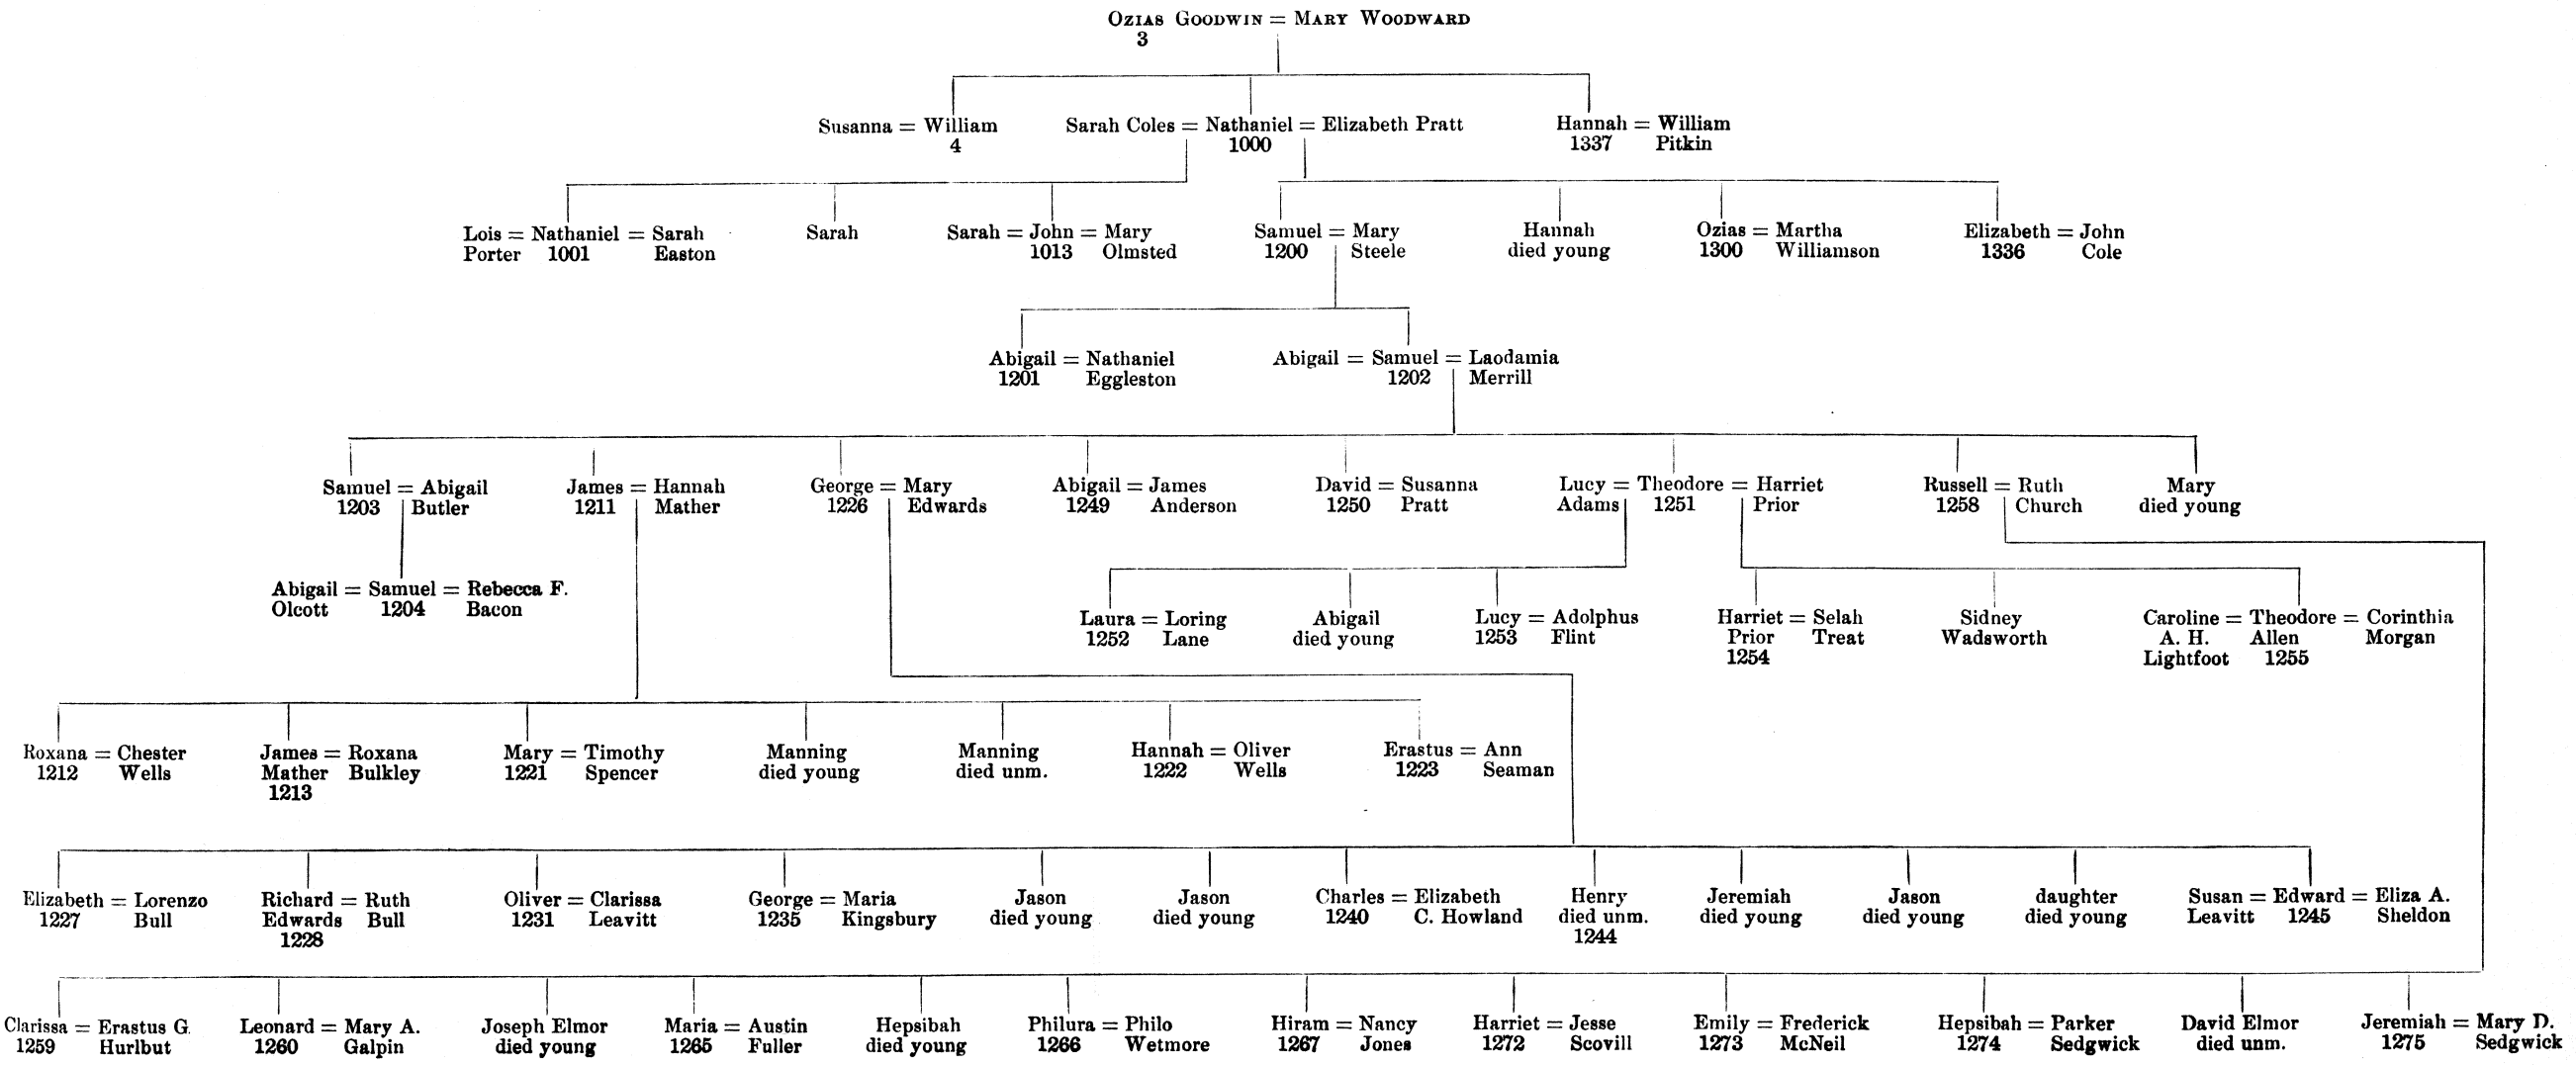 OZIAS GOODWIN = MARY WOODWARD
3
Susanna = William Sarah Coles = Nathaniel = Elizabeth Pratt Hannah = William
4 1000 1337 Pitkin
Lois = Nathaniel = Sarah Sarah Sarah = John = Mary Samuel = Mary Hannah Ozias = Martha Elizabeth = John
Porter 1001 Easton 1013 Olmsted 1200 Steele died young 1300 Williamson 1336 Cole
Abigail = Nathaniel Abigail = Samuel = Laodamia
1201 Eggleston 1202 Merrill
Samuel = Abigail James = Hannah George = Mary Abigail = James David = Susanna Lucy = Theodore = Harriet Russell = Ruth Mary
1203 Butler 1211 Mather 1226 Edwards 1249 Anderson 1250 Pratt Adams 1251 Prior 1258 Church died young
Abigail = Samuel = Rebecca F.
Olcott 1204 Bacon
Laura = Loring Abigail Lucy = Adolphus Harriet = Selah Sidney Caroline = Theodore = Corinthia
1252 Lane died young 1253 Flint Prior Treat Wadsworth A. H. Allen Morgan
1254 Lightfoot 1255
Roxana = Chester James = Roxana Mary = Timothy Manning Manning Hannah = Oliver Erastus = Ann
1212 Wells Mather Bulkley 1221 Spencer died young died unm. 1222 Wells 1223 Seaman
1213
Elizabeth = Lorenzo Richard = Ruth Oliver = Clarissa George = Maria Jason Jason Charles = Elizabeth Henry Jeremiah Jason daughter Susan = Edward = Eliza A.
1227 Bull Edwards Bull 1231 Leavitt 1235 Kingsbury died young died young 1240 C. Howland died unm. died young died young died young Leavitt 1245 Sheldon
1228 1244
Clarissa = Erastus G. Leonard = Mary A. Joseph Elmor Maria = Austin Hepsibah Philura = Philo Hiram = Nancy Harriet = Jesse Emily = Frederick Hepsibah = Parker David Elmor Jeremiah = Mary D.
1259 Hurlbut 1260 Galpin died young 1265 Fuller died young 1266 Wetmore 1267 Jones 1272 Scovill 1273 McNeil 1274 Sedgwick died unm. 1275 Sedgwick